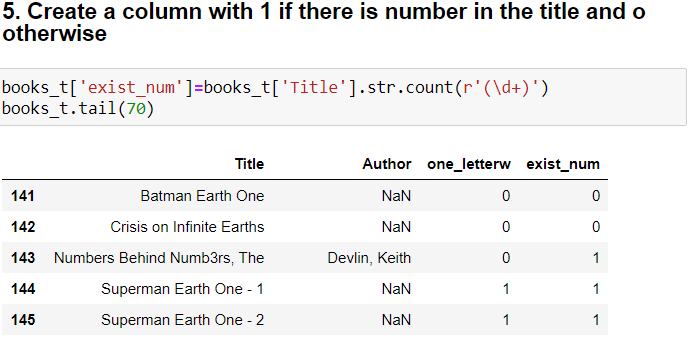 5. Create a column with 1 if there is number in the title and o
otherwise
books_t['exist_num']=books_t['Title'].str.count(r'(\d+)')
books_t.tail(70)
Title Author one_letterw exist_num
141 Batman Earth One NaN 0 0
142 Crisis on Infinite Earths NaN 0 0
143 Numbers Behind Numb3rs, The Devlin, Keith 0 1
144 Superman Earth One - 1 NaN 1 1
145 Superman Earth One - 2 NaN 1 1